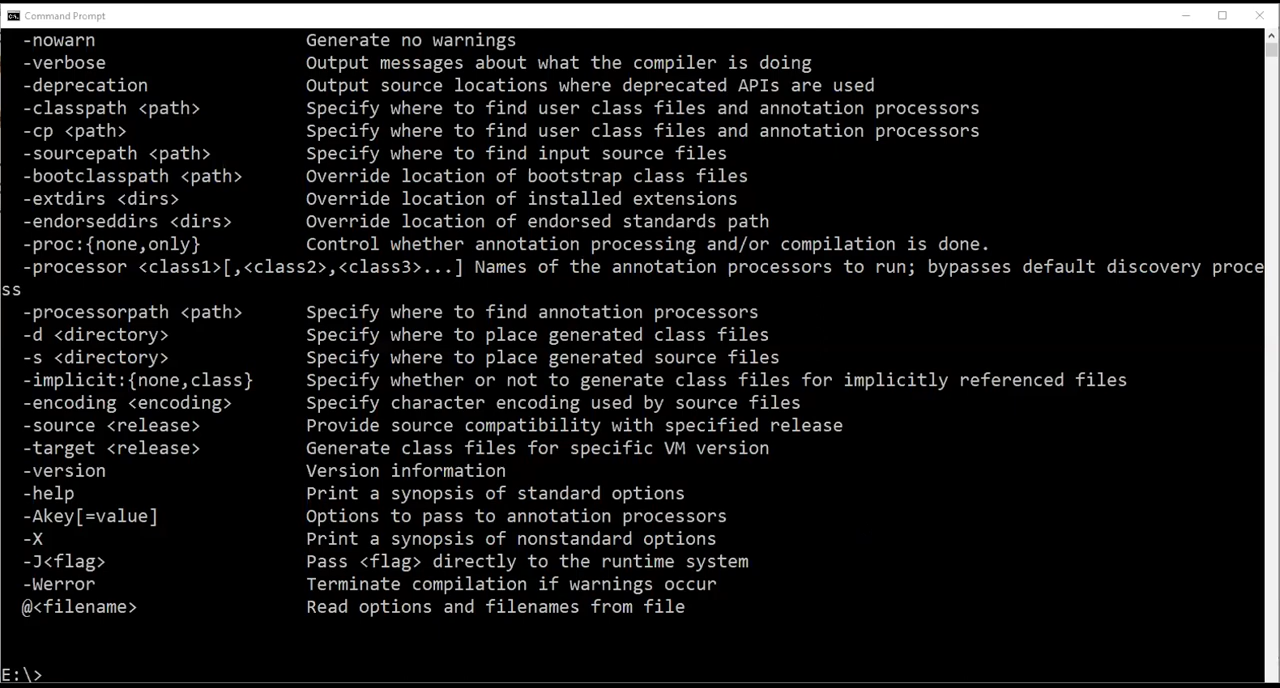 Command Prompt
-nowarn Generate no warnings
-verbose Output messages about what the compiler is doing
-deprecation Output source locations where deprecated APIs are used
-classpath <path> Specify where to find user class files and annotation processors
-cp <path> Specify where to find user class files and annotation processors
-sourcepath <path> Specify where to find input source files
-bootclasspath <path> Override location of bootstrap class files
-extdirs <dirs> Override location of installed extensions
-endorseddirs <dirs> Override location of endorsed standards path
-proc:{none,only} Control whether annotation processing and/or compilation is done.
-processor <class1>[,<class2>,<class3>...] Names of the annotation processors to run; bypasses default discovery proce
ss
-processorpath <path> Specify where to find annotation processors
-d <directory> Specify where to place generated class files
-s <directory> Specify where to place generated source files
-implicit:{none,class} Specify whether or not to generate class files for implicitly referenced files
-encoding <encoding> Specify character encoding used by source files
-source <release> Provide source compatibility with specified release
-target <release> Generate class files for specific VM version
-version Version information
-help Print a synopsis of standard options
-Akey[=value] Options to pass to annotation processors
-X Print a synopsis of nonstandard options
-J<flag> Pass <flag> directly to the runtime system
-Werror Terminate compilation if warnings occur
@<filename> Read options and filenames from file
E:\>